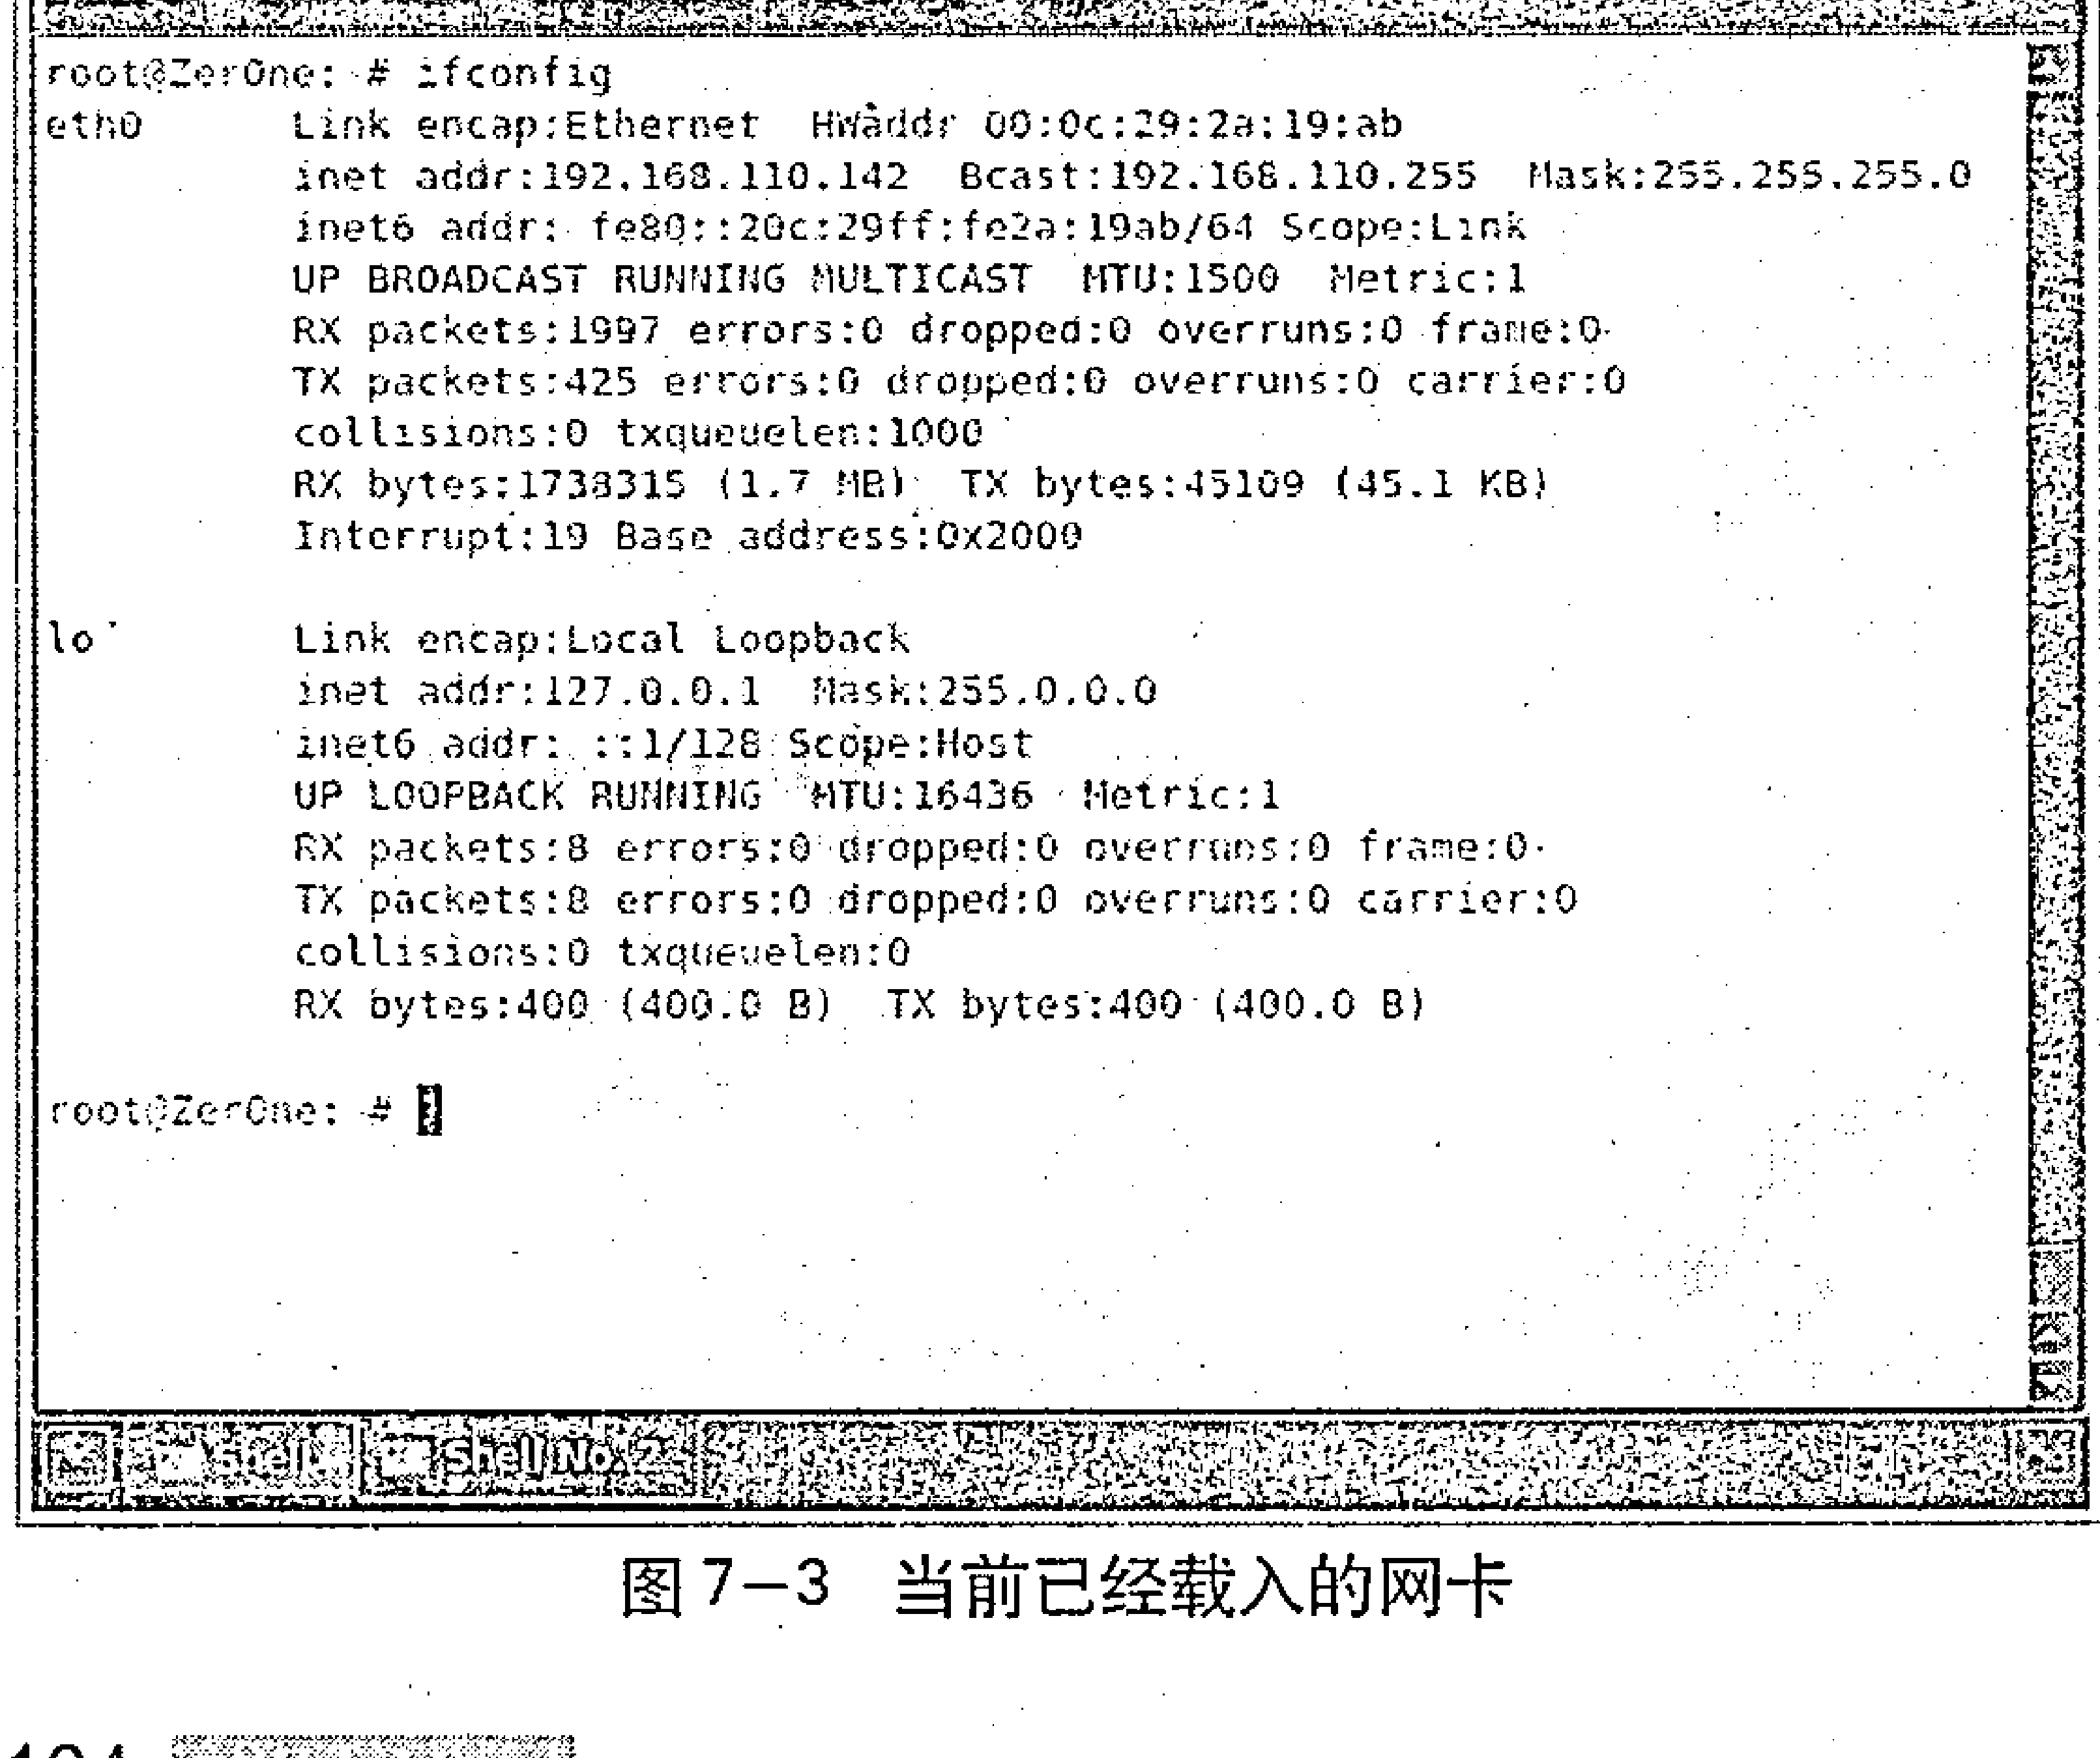 root@ZerOne:~# ifconfig
eth0      Link encap:Ethernet  HWaddr 00:0c:29:2a:19:ab
          inet addr:192.168.110.142  Bcast:192.168.110.255  Mask:255.255.255.0
          inet6 addr: fe80::20c:29ff:fe2a:19ab/64 Scope:Link
          UP BROADCAST RUNNING MULTICAST  MTU:1500  Metric:1
          RX packets:1997 errors:0 dropped:0 overruns:0 frame:0
          TX packets:425 errors:0 dropped:0 overruns:0 carrier:0
          collisions:0 txqueuelen:1000
          RX bytes:1738315 (1.7 MB)  TX bytes:45109 (45.1 KB)
          Interrupt:19 Base address:0x2000
lo        Link encap:Local Loopback
          inet addr:127.0.0.1  Mask:255.0.0.0
          inet6 addr: ::1/128 Scope:Host
          UP LOOPBACK RUNNING  MTU:16436  Metric:1
          RX packets:8 errors:0 dropped:0 overruns:0 frame:0
          TX packets:8 errors:0 dropped:0 overruns:0 carrier:0
          collisions:0 txqueuelen:0
          RX bytes:400 (400.0 B)  TX bytes:400 (400.0 B)
root@ZerOne:~#
Shell
Shell No. 2
图7-3 当前已经载入的网卡